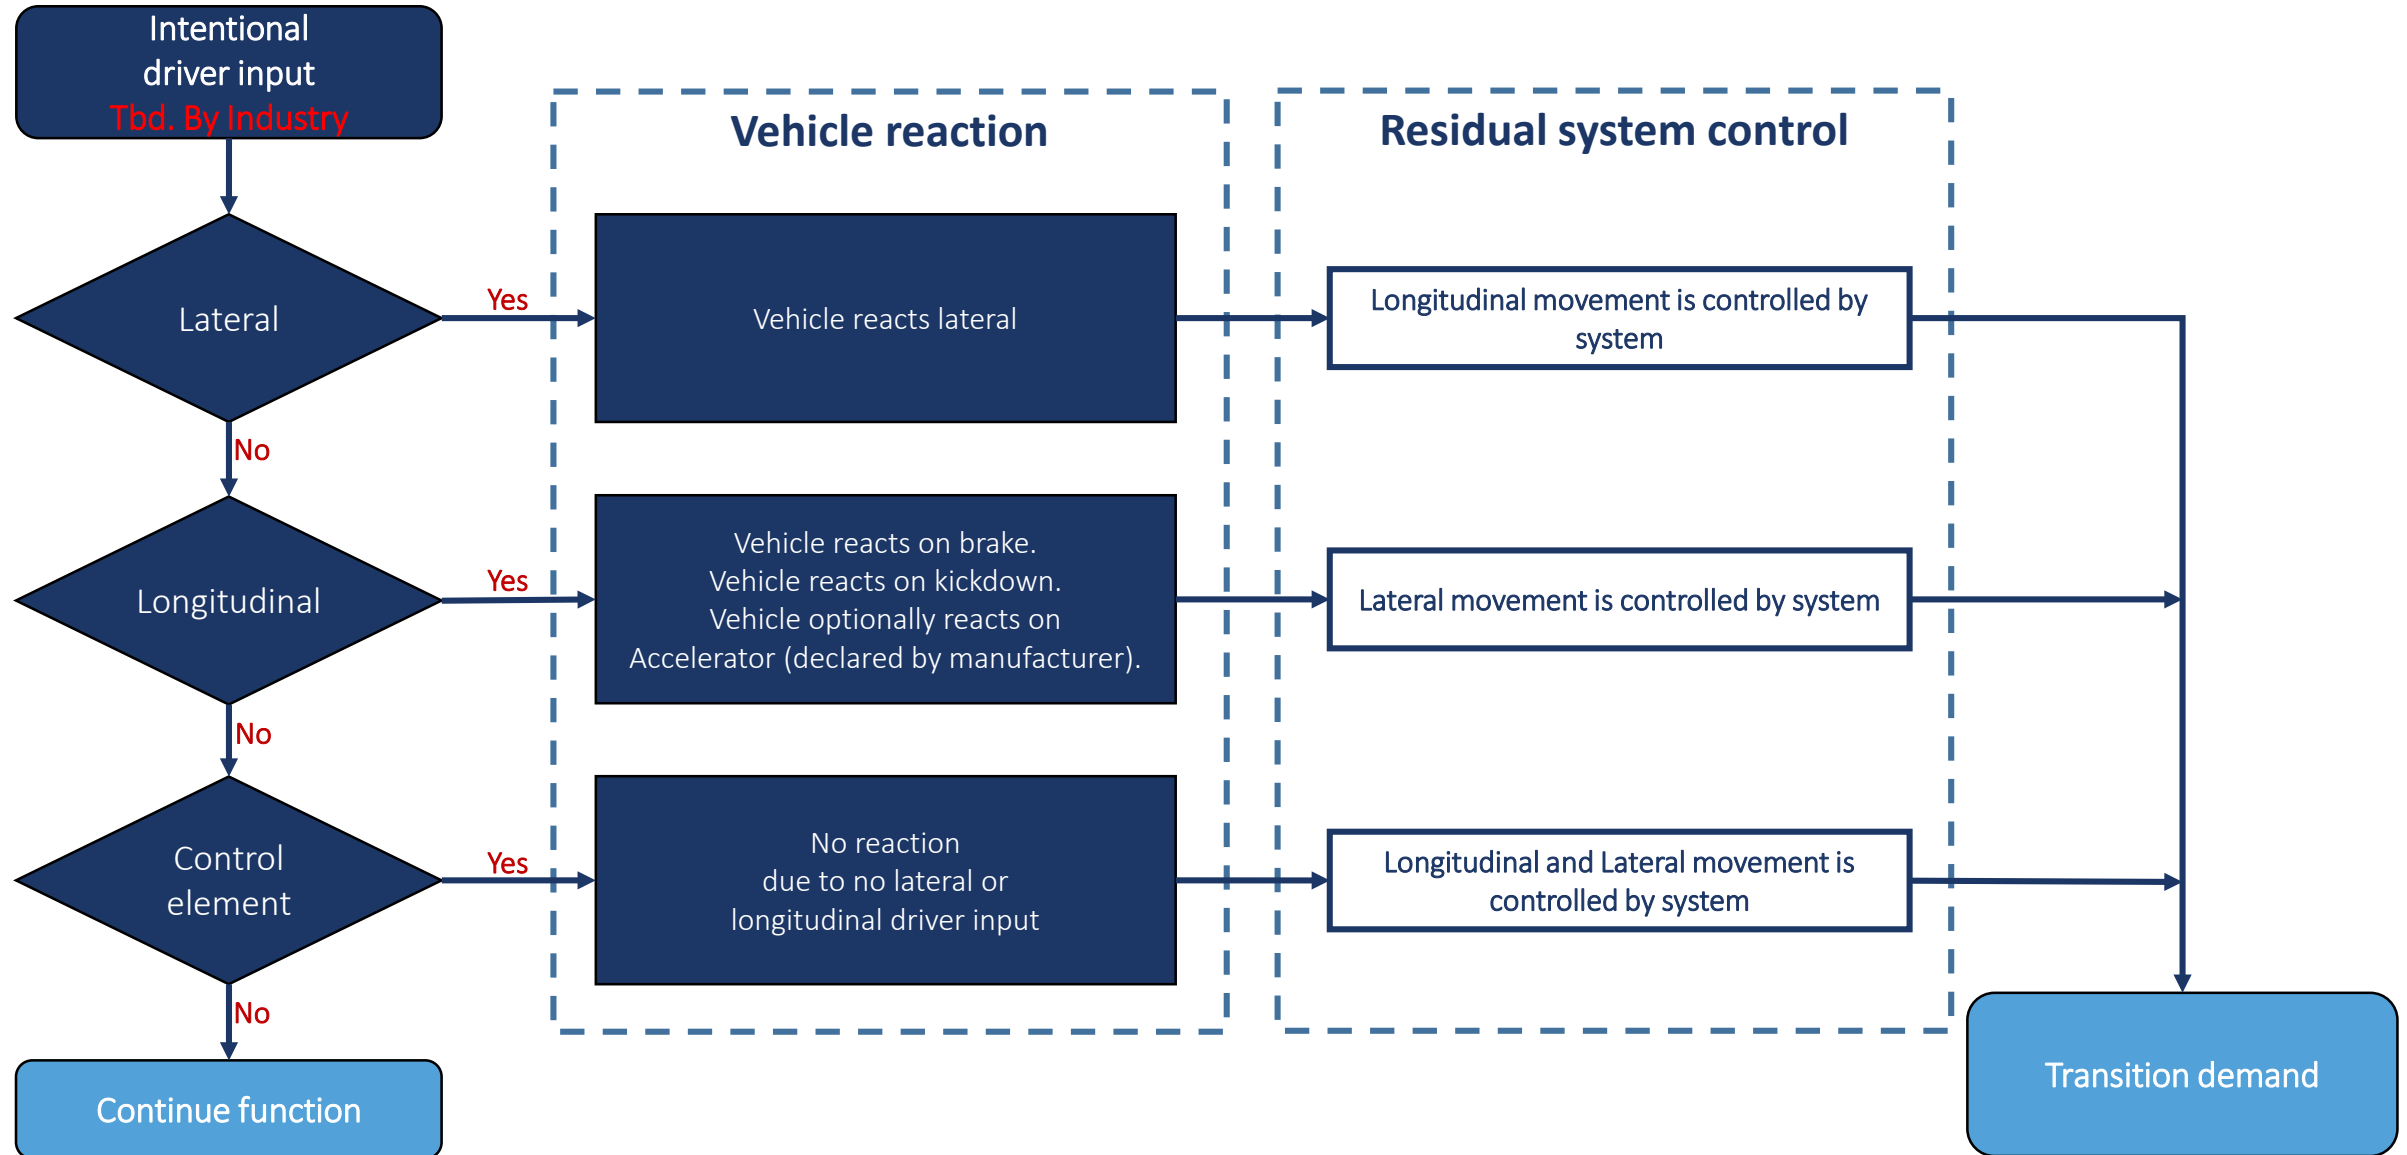 Intentional
driver input
Tbd. By Industry
Vehicle reaction
Residual system control
Lateral
Yes
Vehicle reacts lateral
Longitudinal movement is controlled by
system
No
Longitudinal
Yes
Vehicle reacts on brake.
Vehicle reacts on kickdown.
Vehicle optionally reacts on
Accelerator (declared by manufacturer).
Lateral movement is controlled by system
No
Control
element
Yes
No reaction
due to no lateral or
longitudinal driver input
Longitudinal and Lateral movement is
controlled by system
No
Continue function
Transition demand